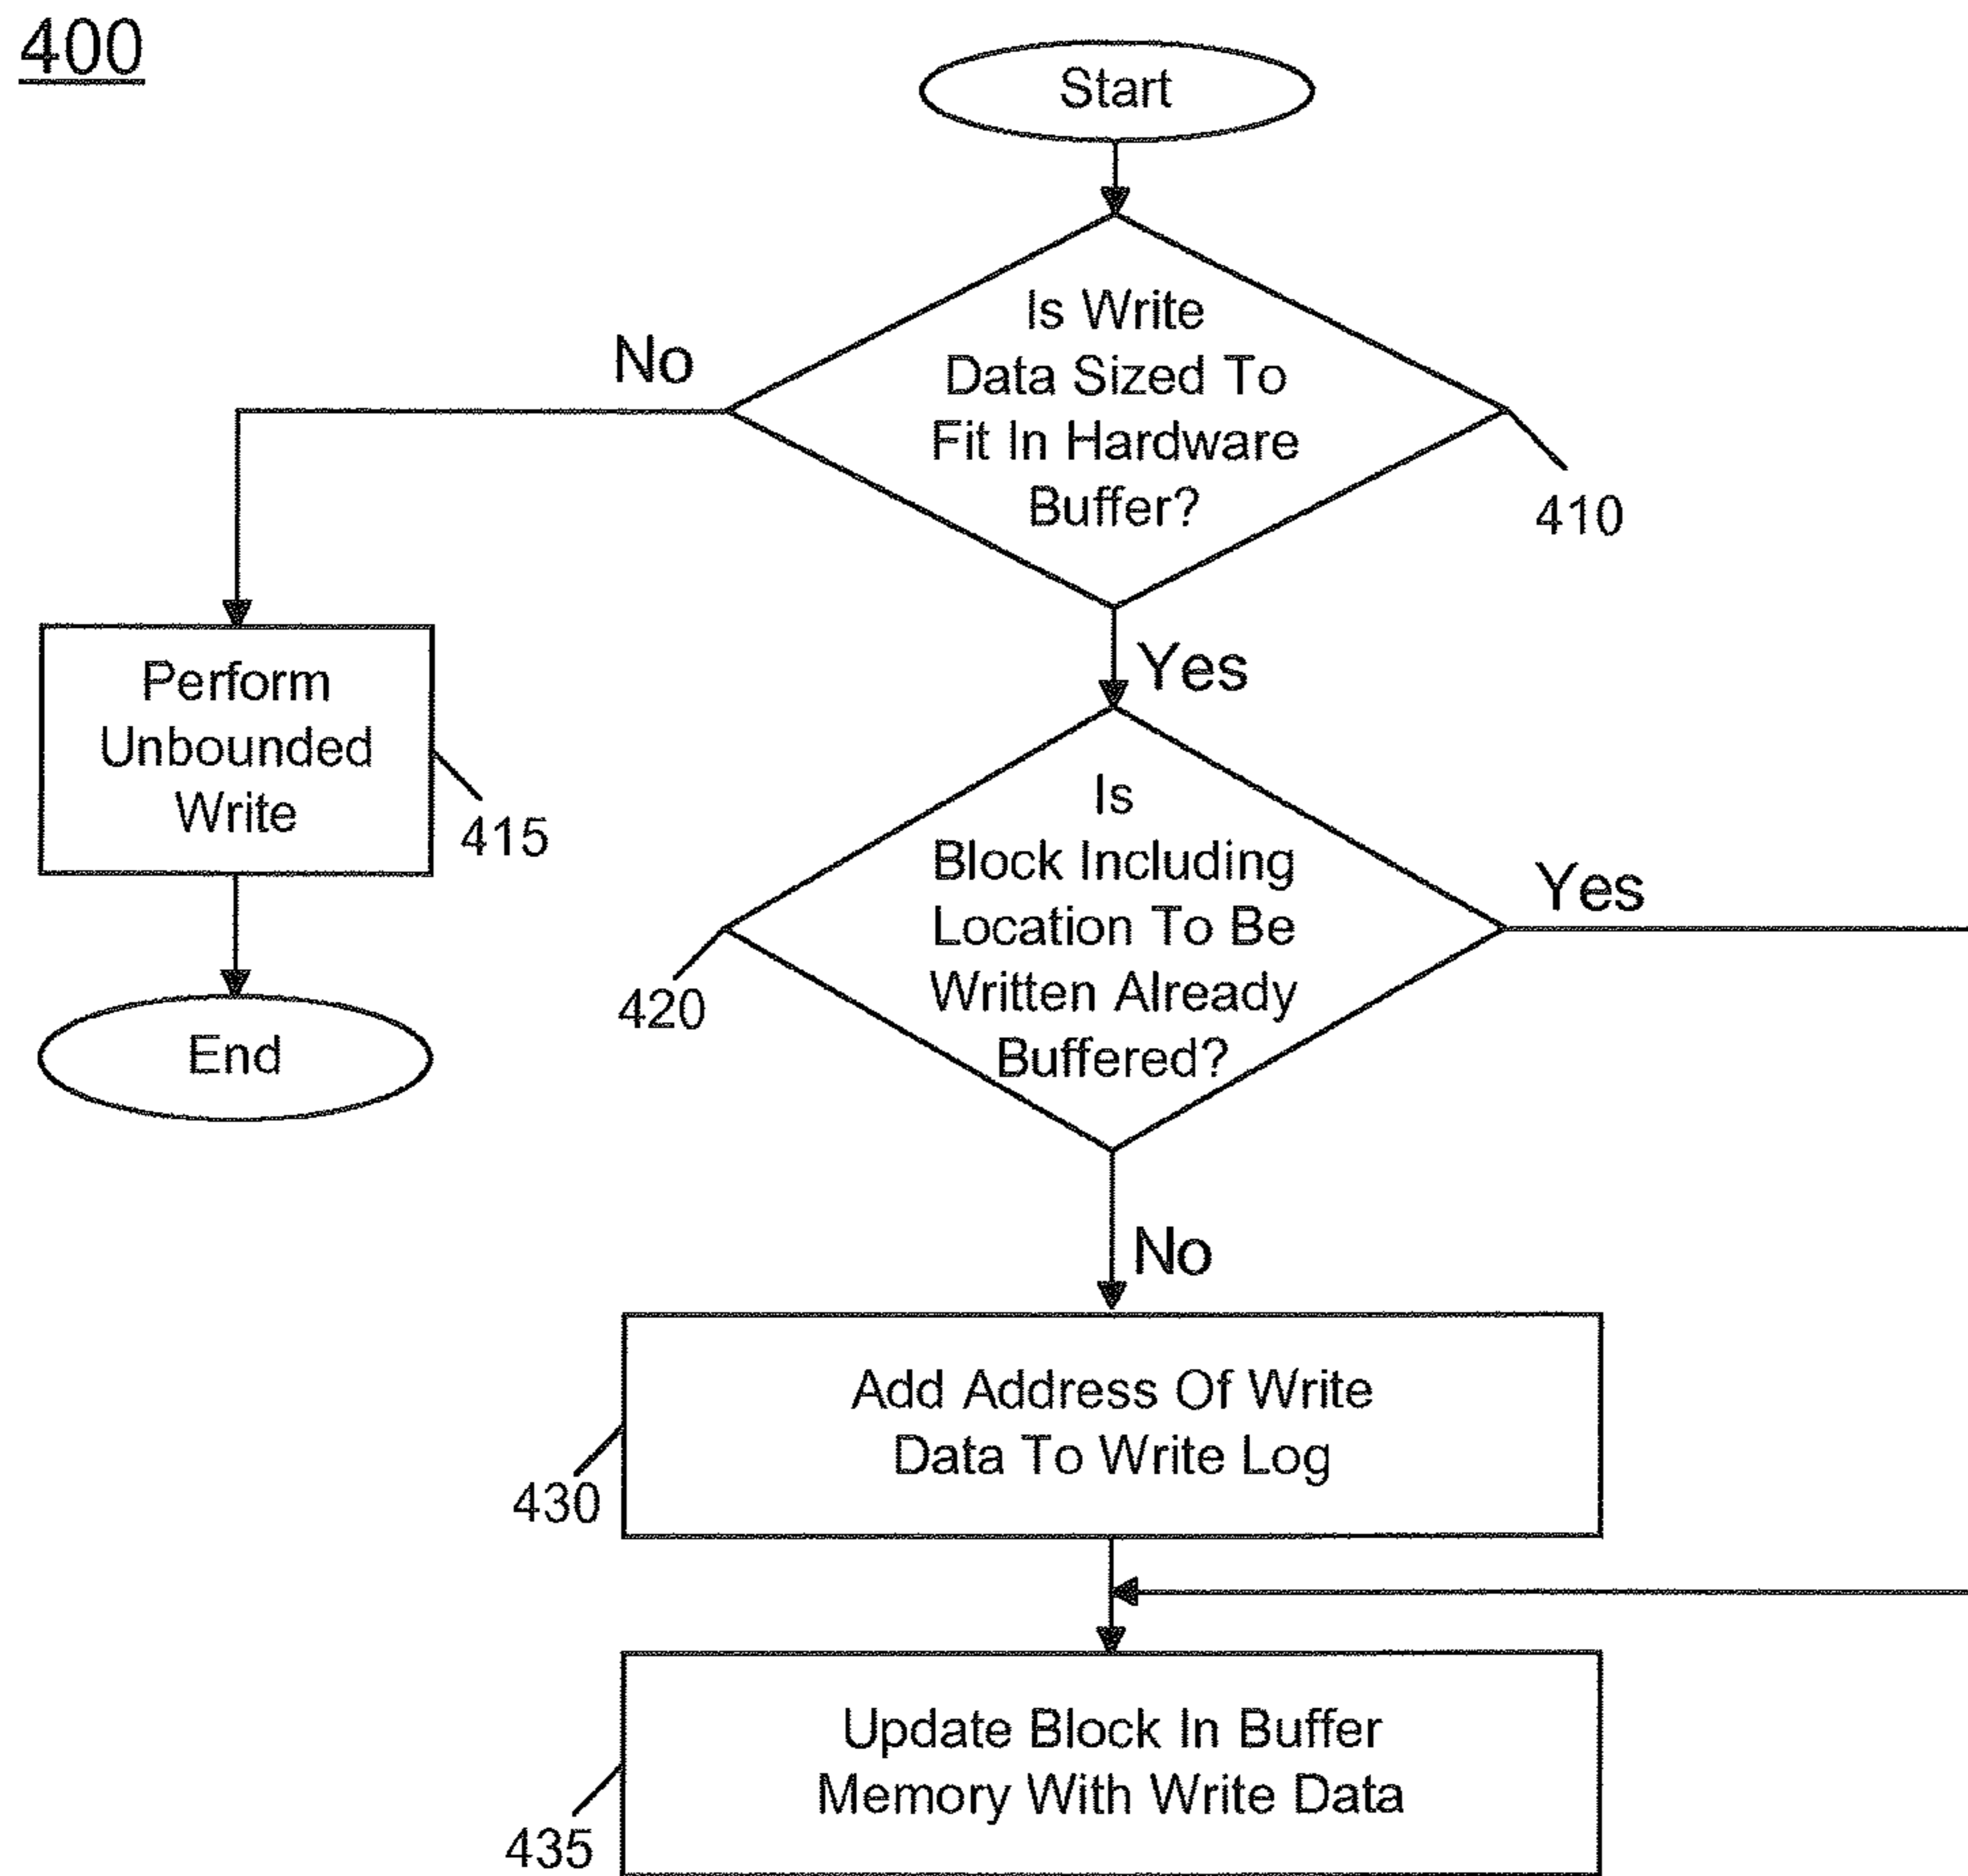 400
Start
Is Write
Data Sized To
Fit In Hardware
Buffer?
No
410
Yes
Perform
Unbounded
Write
415
Is
Block Including
Location To Be
Written Already
Buffered?
Yes
420
End
No
Add Address Of Write
Data To Write Log
430
Update Block In Buffer
Memory With Write Data
435